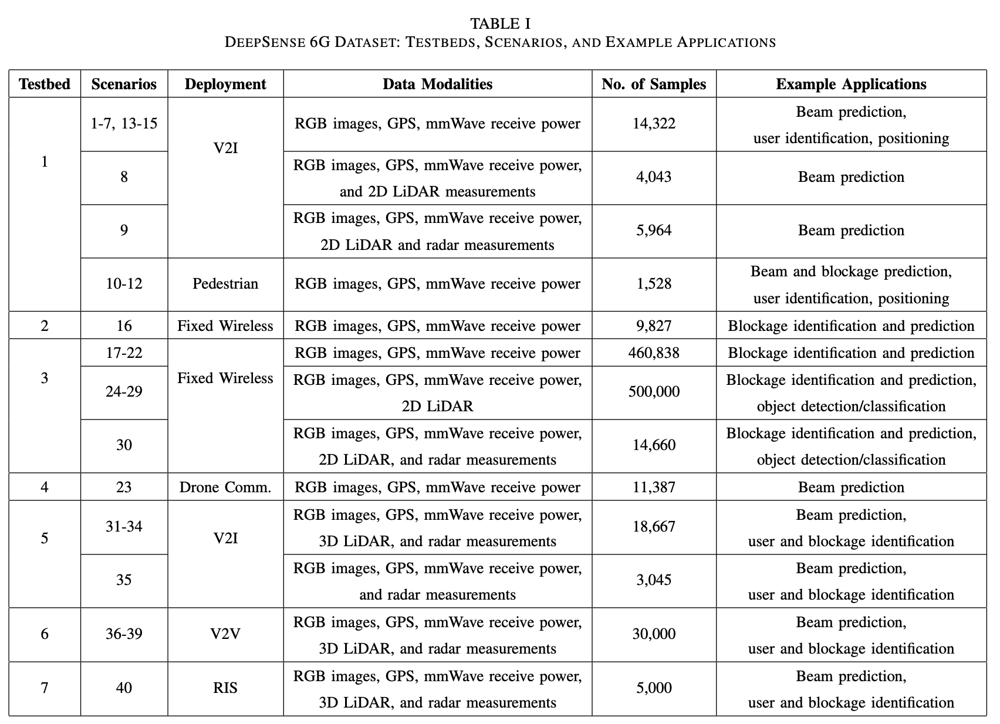 TABLE I
DEEPSENSE 6G DATASET: TESTBEDS, SCENARIOS, AND EXAMPLE APPLICATIONS
Testbed Scenarios Deployment Data Modalities No. of Samples Example Applications
1
1-7, 13-15
V2I
RGB images, GPS, mmWave receive power
14,322
Beam prediction,
user identification, positioning
8
RGB images, GPS, mmWave receive power,
and 2D LiDAR measurements
4,043
Beam prediction
9
RGB images, GPS, mmWave receive power,
2D LiDAR and radar measurements
5,964
Beam prediction
10-12
Pedestrian
RGB images, GPS, mmWave receive power
1,528
Beam and blockage prediction,
user identification, positioning
2
16
Fixed Wireless
RGB images, GPS, mmWave receive power
9,827
Blockage identification and prediction
3
17-22
Fixed Wireless
RGB images, GPS, mmWave receive power
460,838
Blockage identification and prediction
24-29
RGB images, GPS, mmWave receive power,
2D LiDAR
500,000
Blockage identification and prediction,
object detection/classification
30
RGB images, GPS, mmWave receive power,
2D LiDAR, and radar measurements
14,660
Blockage identification and prediction,
object detection/classification
4
23
Drone Comm.
RGB images, GPS, mmWave receive power
11,387
Beam prediction
5
31-34
V2I
RGB images, GPS, mmWave receive power,
3D LiDAR, and radar measurements
18,667
Beam prediction,
user and blockage identification
35
RGB images, GPS, mmWave receive power,
and radar measurements
3,045
Beam prediction,
user and blockage identification
6
36-39
V2V
RGB images, GPS, mmWave receive power,
3D LiDAR, and radar measurements
30,000
Beam prediction,
user and blockage identification
7
40
RIS
RGB images, GPS, mmWave receive power,
3D LiDAR, and radar measurements
5,000
Beam prediction,
user and blockage identification